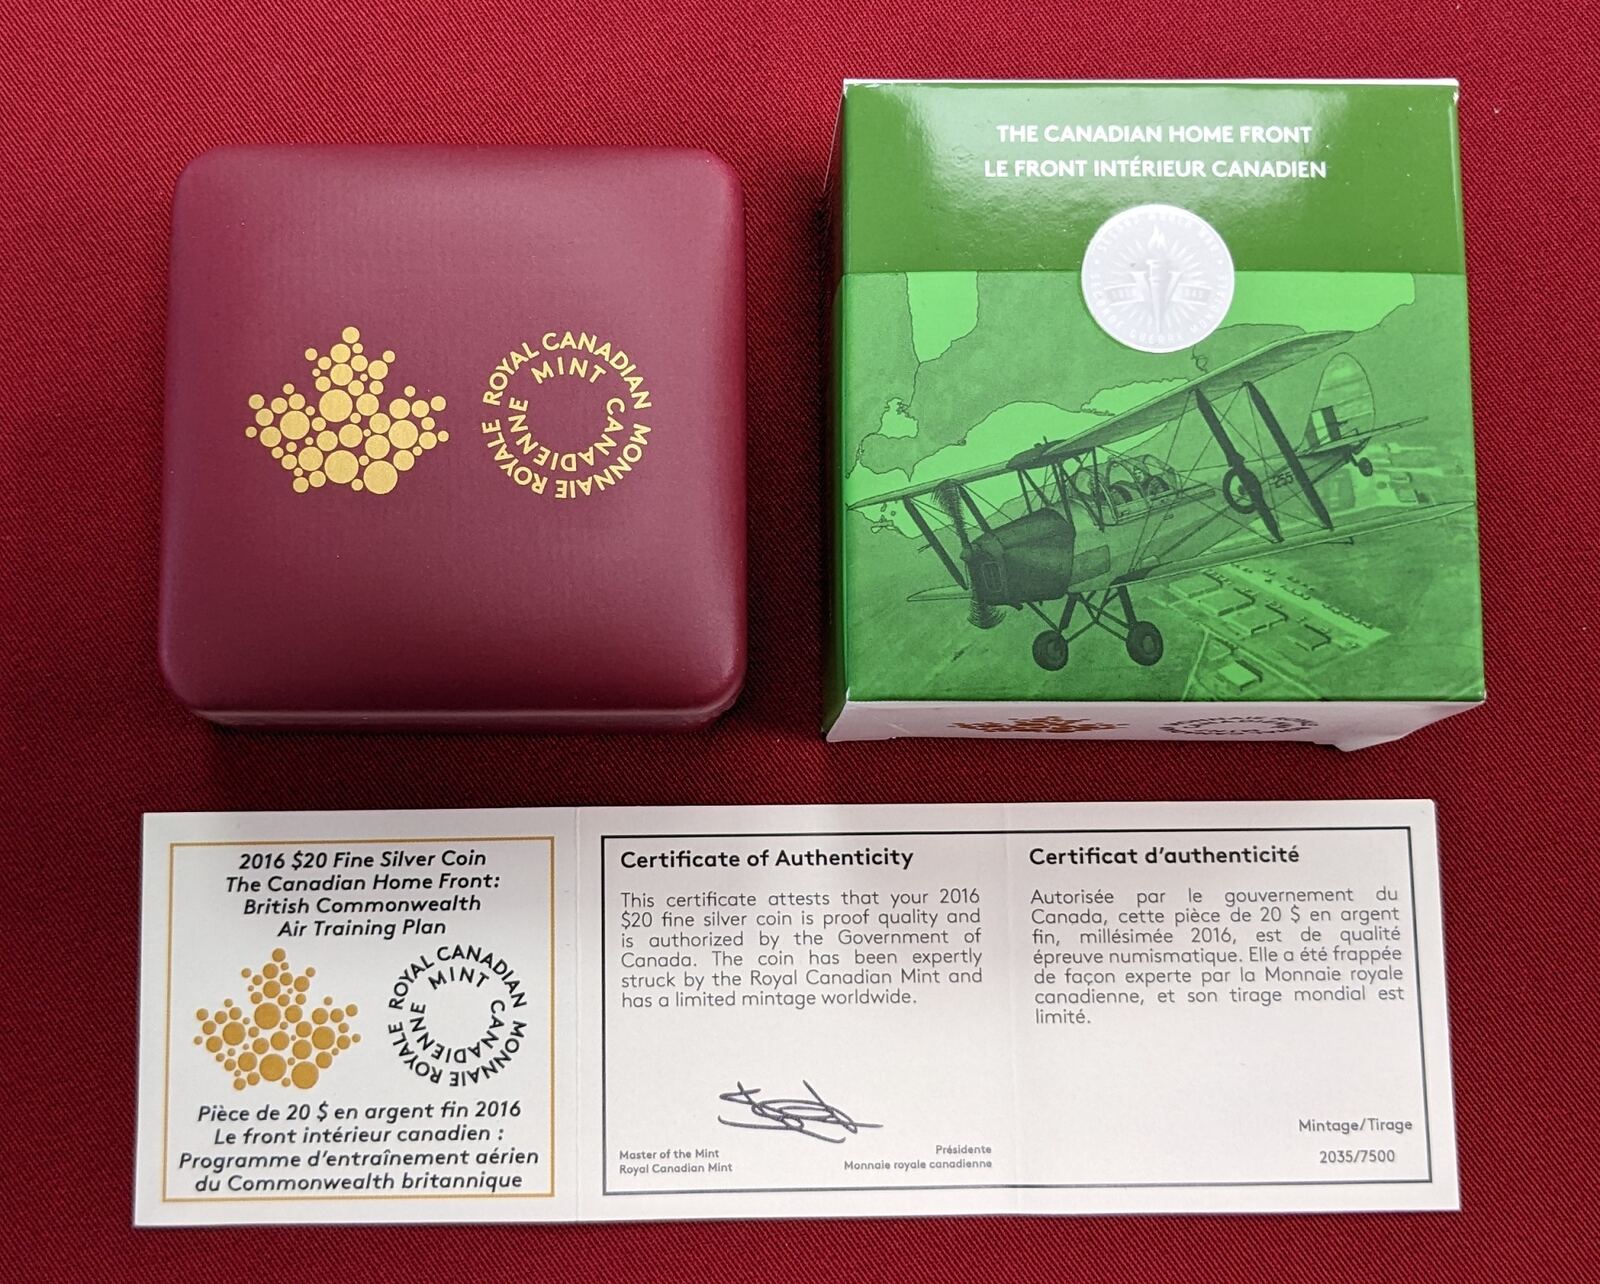 ROYAL CANADIAN MINT
MONNAIE ROYALE CANADIENNE
THE CANADIAN HOME FRONT
LE FRONT INTÉRIEUR CANADIEN
255
2016 $20 Fine Silver Coin
The Canadian Home Front:
British Commonwealth
Air Training Plan
ROYAL CANADIAN MINT
MONNAIE ROYALE CANADIENNE
Pièce de 20 $ en argent fin 2016
Le front intérieur canadien :
Programme d'entraînement aérien
du Commonwealth britannique
Certificate of Authenticity
This certificate attests that your 2016
$20 fine silver coin is proof quality and
is authorized by the Government of
Canada. The coin has been expertly
struck by the Royal Canadian Mint and
has a limited mintage worldwide.
Master of the Mint
Royal Canadian Mint
Présidente
Monnaie royale canadienne
Certificat d'authenticité
Autorisée par le gouvernement du
Canada, cette pièce de 20 $ en argent
fin, millésimée 2016, est de qualité
épreuve numismatique. Elle a été frappée
de façon experte par la Monnaie royale
canadienne, et son tirage mondial est
limité.
Mintage/Tirage
2035/7500